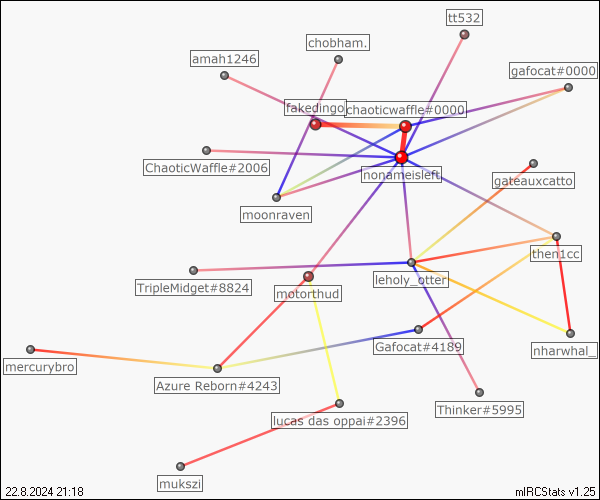 tt532
chobham.
amah1246
gafocat#0000
fakedingo
chaoticwaffle#0000
ChaoticWaffle#2006
nonameisleft
gateauxcatto
moonraven
then1cc
TripleMidget#8824
leholy_otter
motorthud
Gafocat#4189
nharwhal_
mercurybro
Azure Reborn#4243
Thinker#5995
lucas das oppai#2396
mukszi
22.8.2024 21:18
mIRCStats v1.25